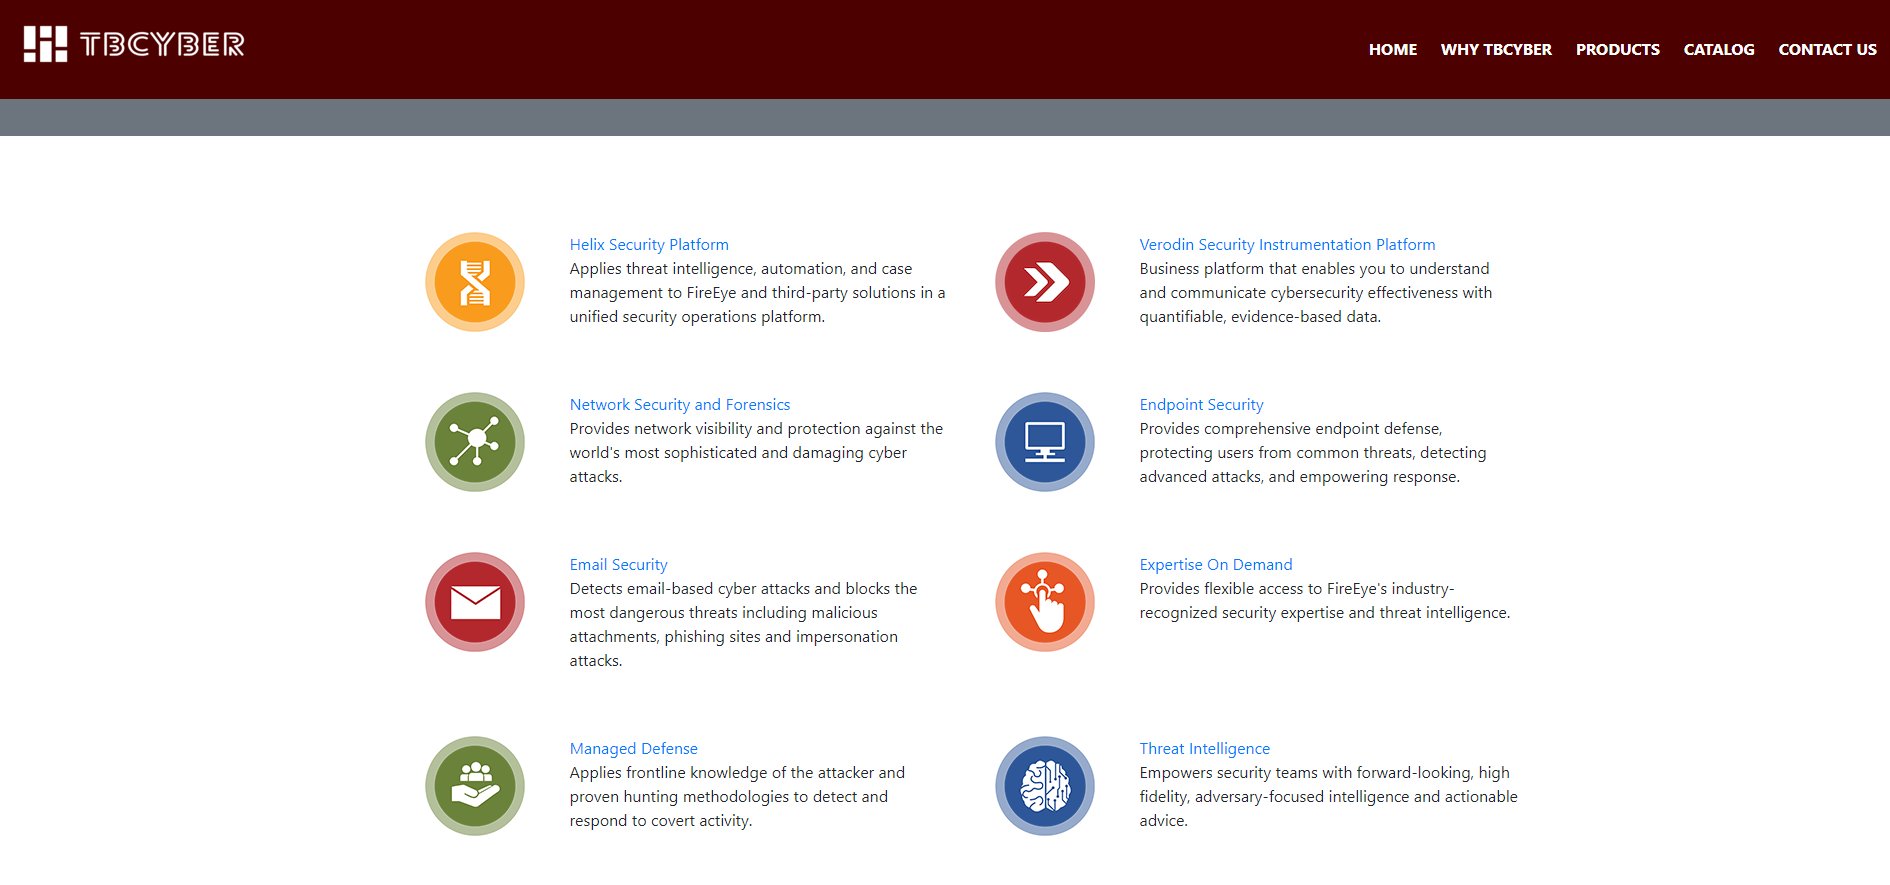 TBCYBER
HOME WHY TBCYBER PRODUCTS CATALOG CONTACT US
Helix Security Platform
Applies threat intelligence, automation, and case
management to FireEye and third-party solutions in a
unified security operations platform.
Verodin Security Instrumentation Platform
Business platform that enables you to understand
and communicate cybersecurity effectiveness with
quantifiable, evidence-based data.
Network Security and Forensics
Provides network visibility and protection against the
world's most sophisticated and damaging cyber
attacks.
Endpoint Security
Provides comprehensive endpoint defense,
protecting users from common threats, detecting
advanced attacks, and empowering response.
Email Security
Detects email-based cyber attacks and blocks the
most dangerous threats including malicious
attachments, phishing sites and impersonation
attacks.
Expertise On Demand
Provides flexible access to FireEye's industry-
recognized security expertise and threat intelligence.
Managed Defense
Applies frontline knowledge of the attacker and
proven hunting methodologies to detect and
respond to covert activity.
Threat Intelligence
Empowers security teams with forward-looking, high
fidelity, adversary-focused intelligence and actionable
advice.